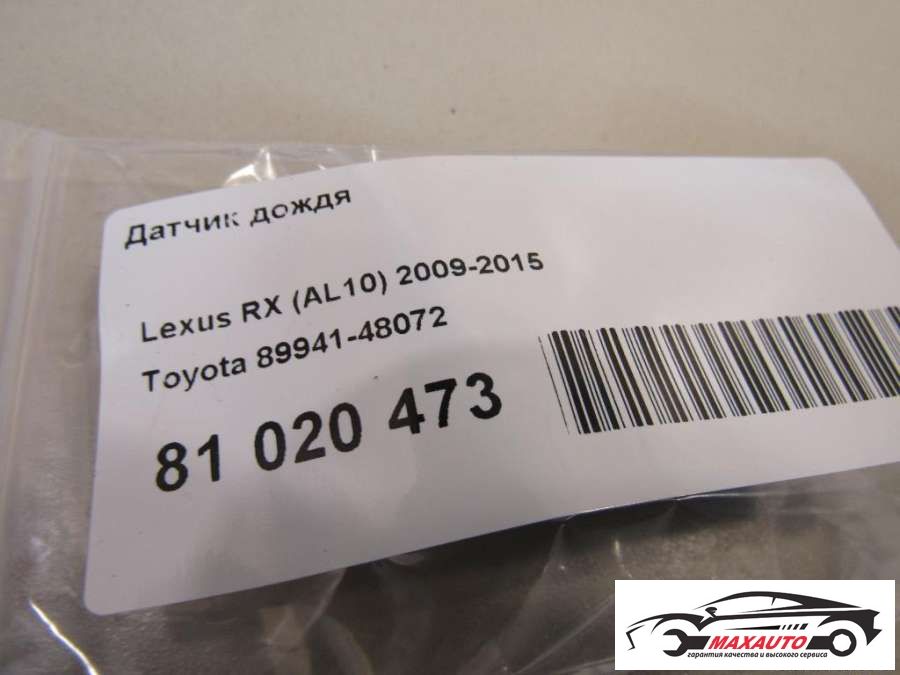 Датчик дождя
Lexus RX (AL10) 2009-2015
Toyota 89941-48072
81 020 473
MAXAUTO
гарантия качества и высокого сервиса